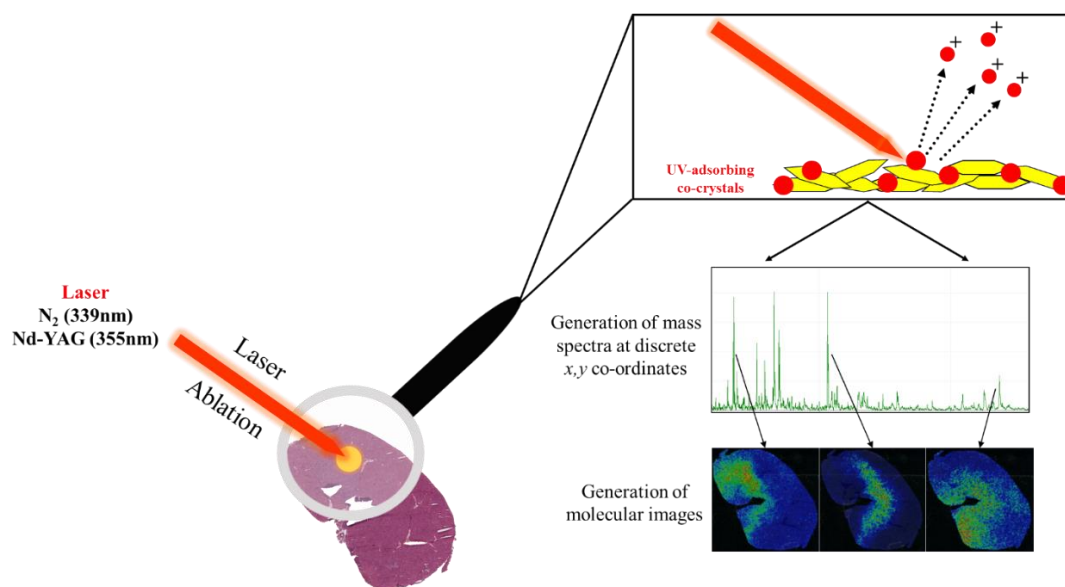 Laser
N₂ (339nm)
Nd-YAG (355nm)
Laser
Ablation
UV-adsorbing
co-crystals
+
+
+
+
Generation of mass
spectra at discrete
x,y co-ordinates
Generation of
molecular images